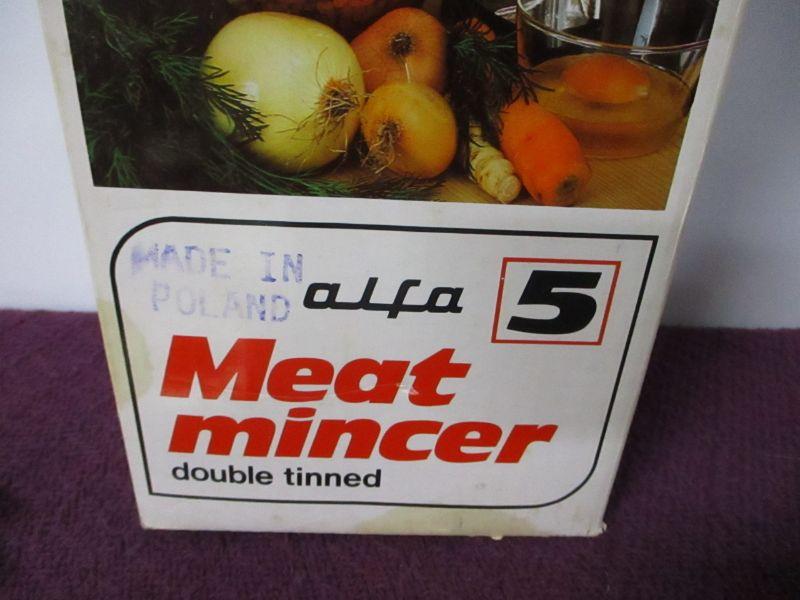 MADE IN
POLAND
alfa 5
Meat
mincer
double tinned